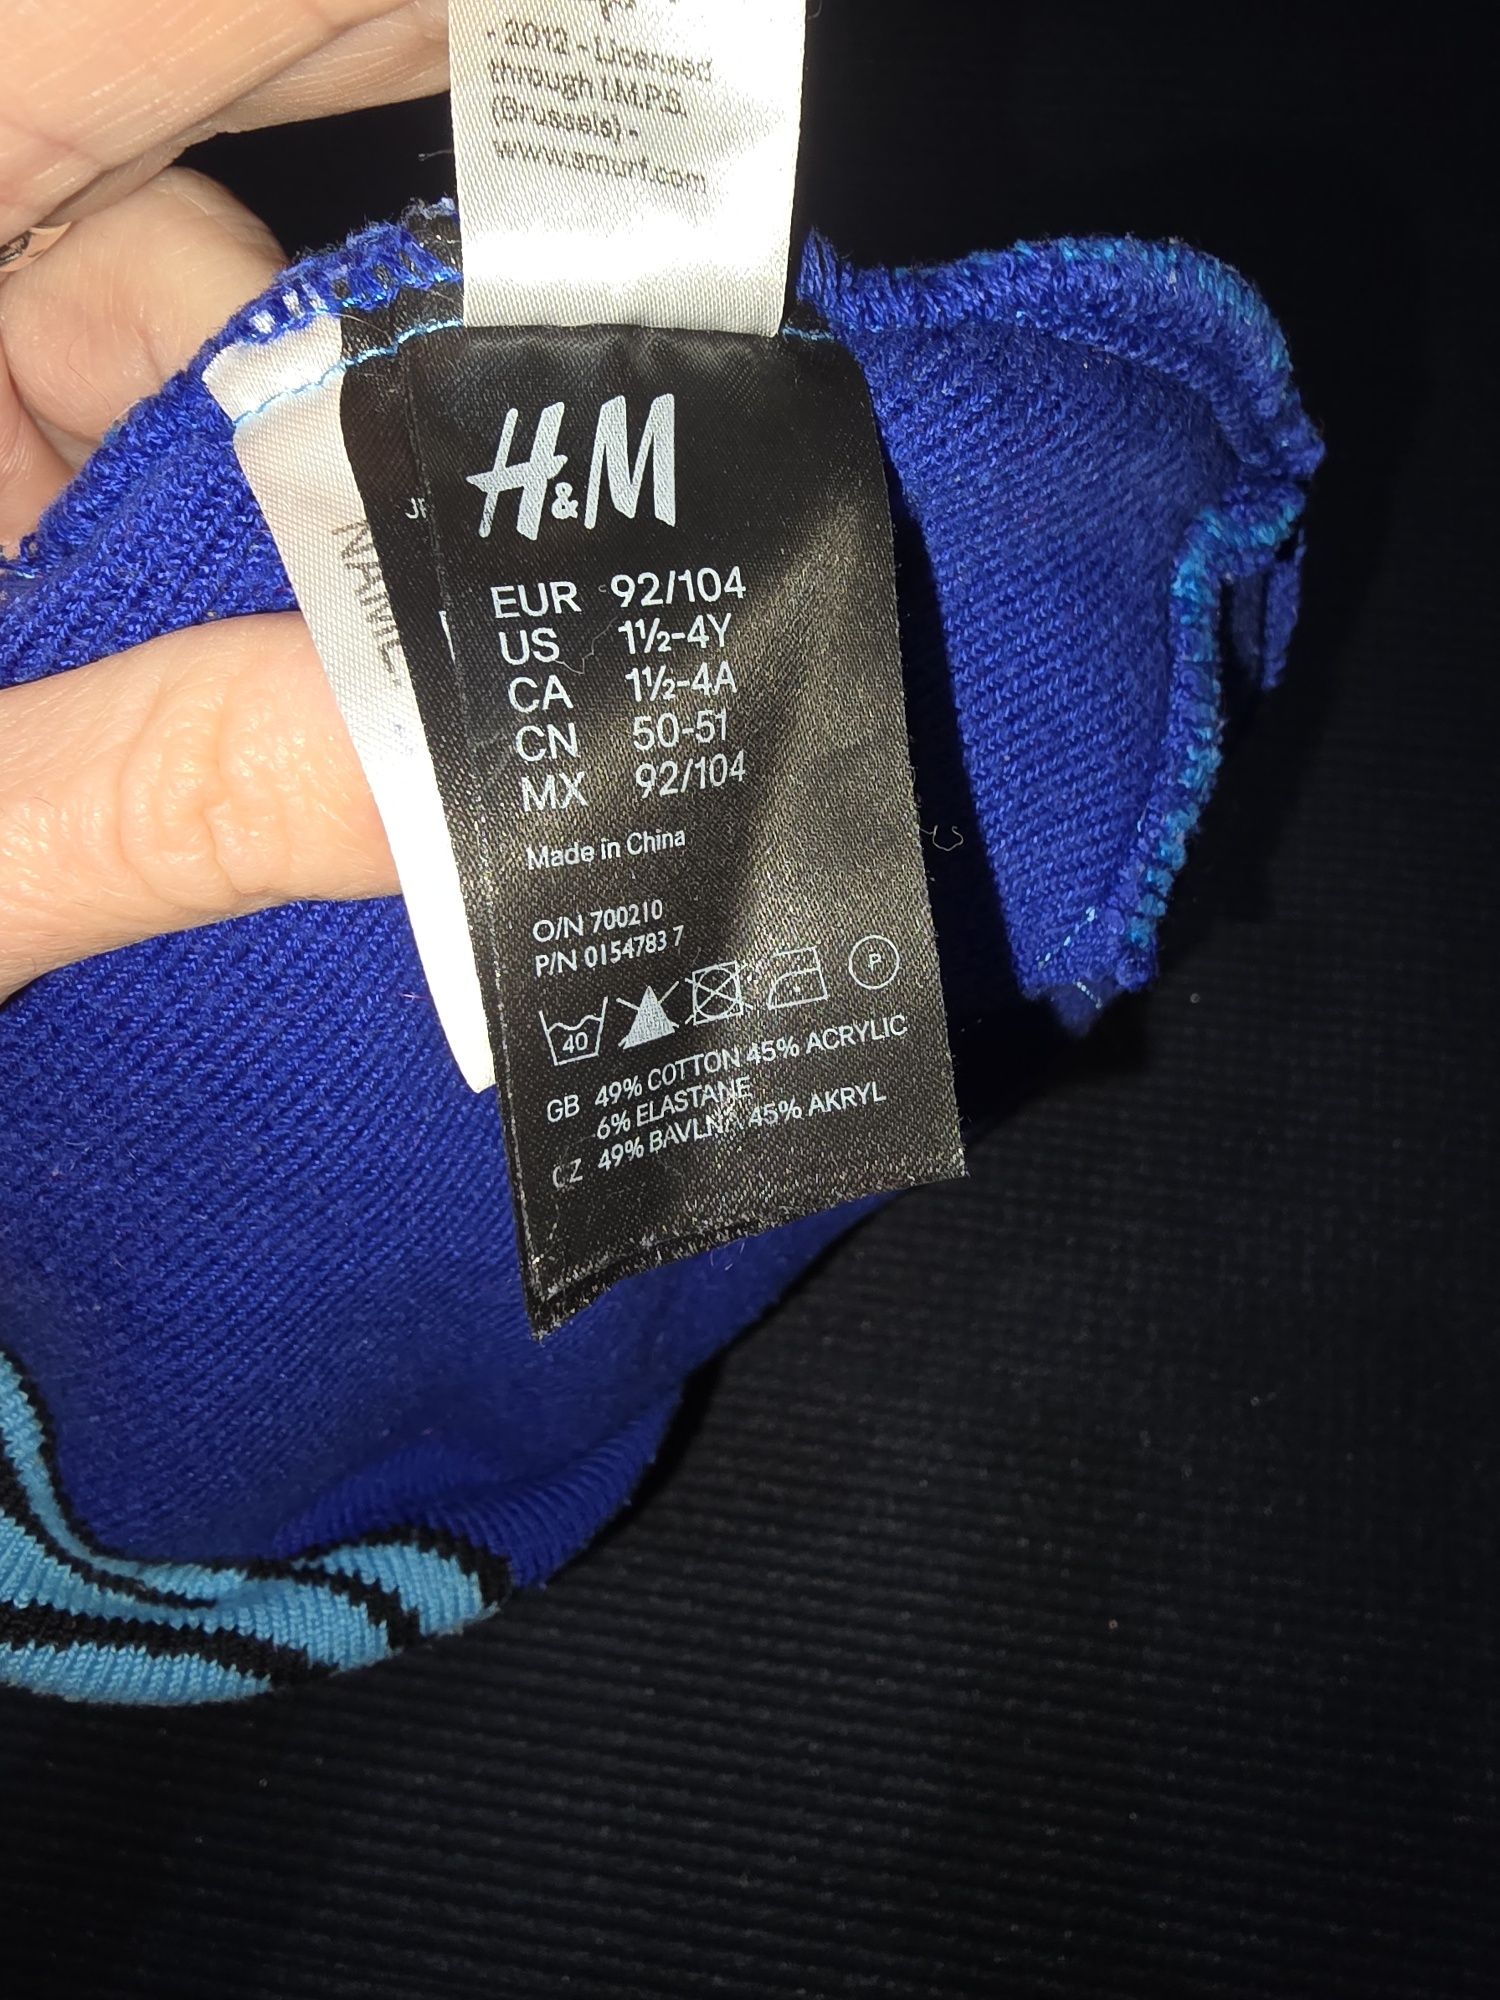 - 2012 - Licensed
through I.M.P.S.
(Brussels) -
www.smurf.com
NAME:
H&M
EUR 92/104
US 1½-4Y
CA 1½-4A
CN 50-51
MX 92/104
Made in China
O/N 700210
P/N 0154783 7
40
P
GB 49% COTTON 45% ACRYLIC
6% ELASTANE
CZ 49% BAVLNA 45% AKRYL